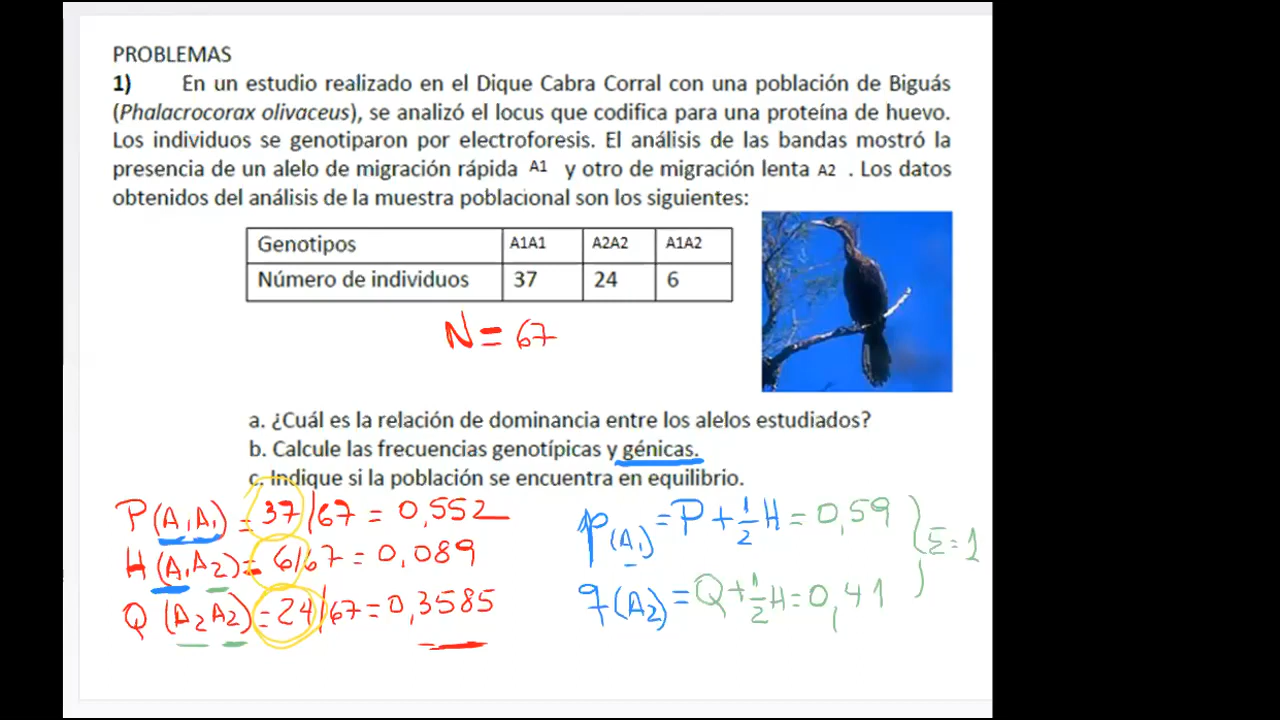 PROBLEMAS
1) En un estudio realizado en el Dique Cabra Corral con una población de Biguás
(Phalacrocorax olivaceus), se analizó el locus que codifica para una proteína de huevo.
Los individuos se genotiparon por electroforesis. El análisis de las bandas mostró la
presencia de un alelo de migración rápida A1 y otro de migración lenta A2 . Los datos
obtenidos del análisis de la muestra poblacional son los siguientes:
Genotipos A1A1 A2A2 A1A2
Número de individuos 37 24 6
N = 67
a. ¿Cuál es la relación de dominancia entre los alelos estudiados?
b. Calcule las frecuencias genotípicas y génicas.
c. Indique si la población se encuentra en equilibrio.
P (A₁A₁) = 37/67 = 0,552
H (A₁A₂) = 6/67 = 0,089
Q (A₂A₂) = 24/67 = 0,3585
p(A₁) = P + 1/2 H = 0,59
q(A₂) = Q + 1/2 H = 0,41
Σ = 1